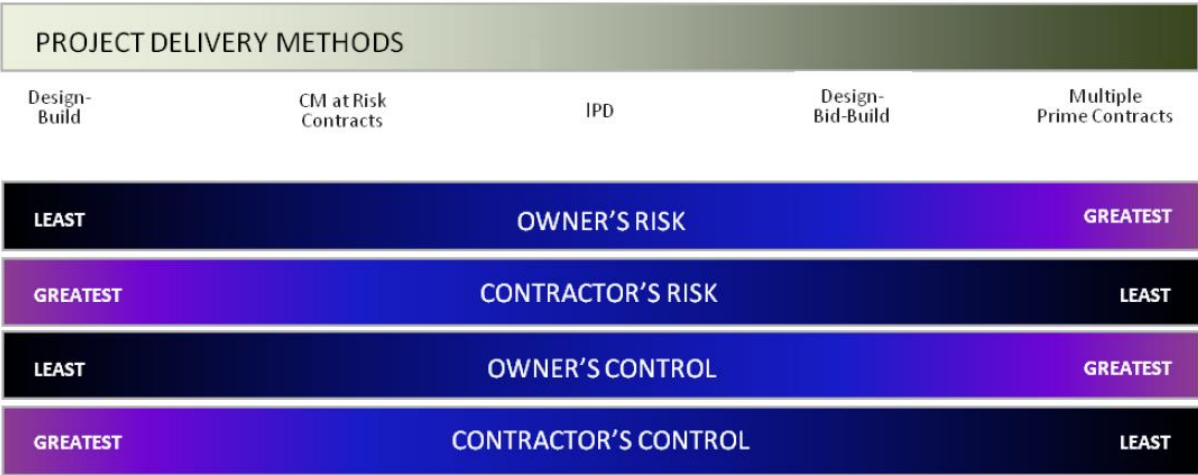 PROJECT DELIVERY METHODS
Design-
Build
CM at Risk
Contracts
IPD
Design-
Bid-Build
Multiple
Prime Contracts
LEAST OWNER'S RISK GREATEST
GREATEST CONTRACTOR'S RISK LEAST
LEAST OWNER'S CONTROL GREATEST
GREATEST CONTRACTOR'S CONTROL LEAST